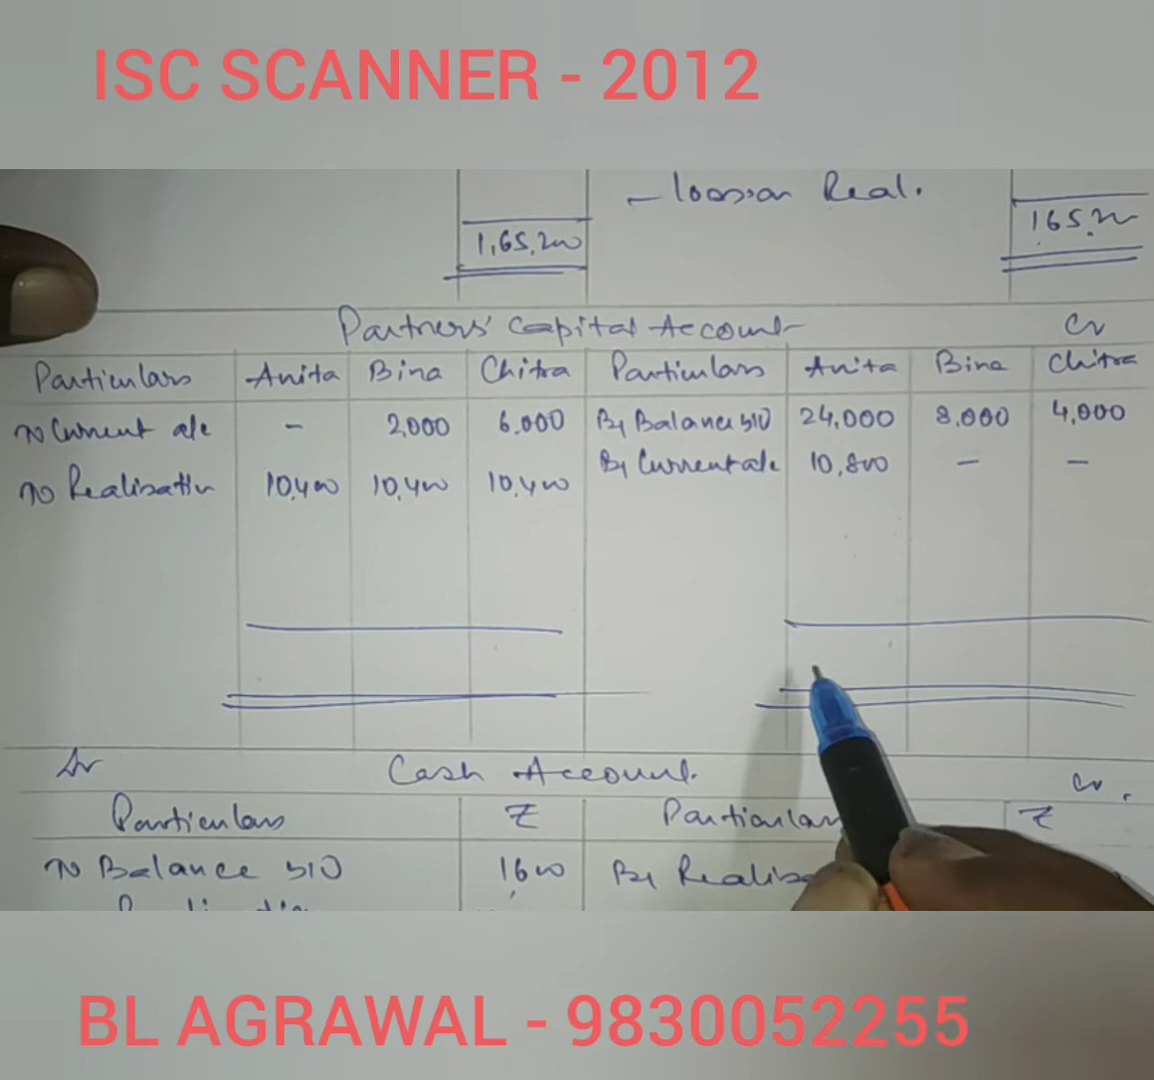 ISC SCANNER - 2012
- loss on Real.
1,65,200 165,200
Partners' Capital Account Cr
Particulars Anita Bina Chitra Particulars Anita Bina Chitra
To Current a/c - 2,000 6,000 By Balance b/d 24,000 8,000 4,000
By Current a/c 10,800 - -
To Realisation 10,400 10,400 10,400
Dr Cash Account. Cr.
Particulars ₹ Particular ₹
To Balance b/d 1600 By Realisa
BL AGRAWAL - 9830052255